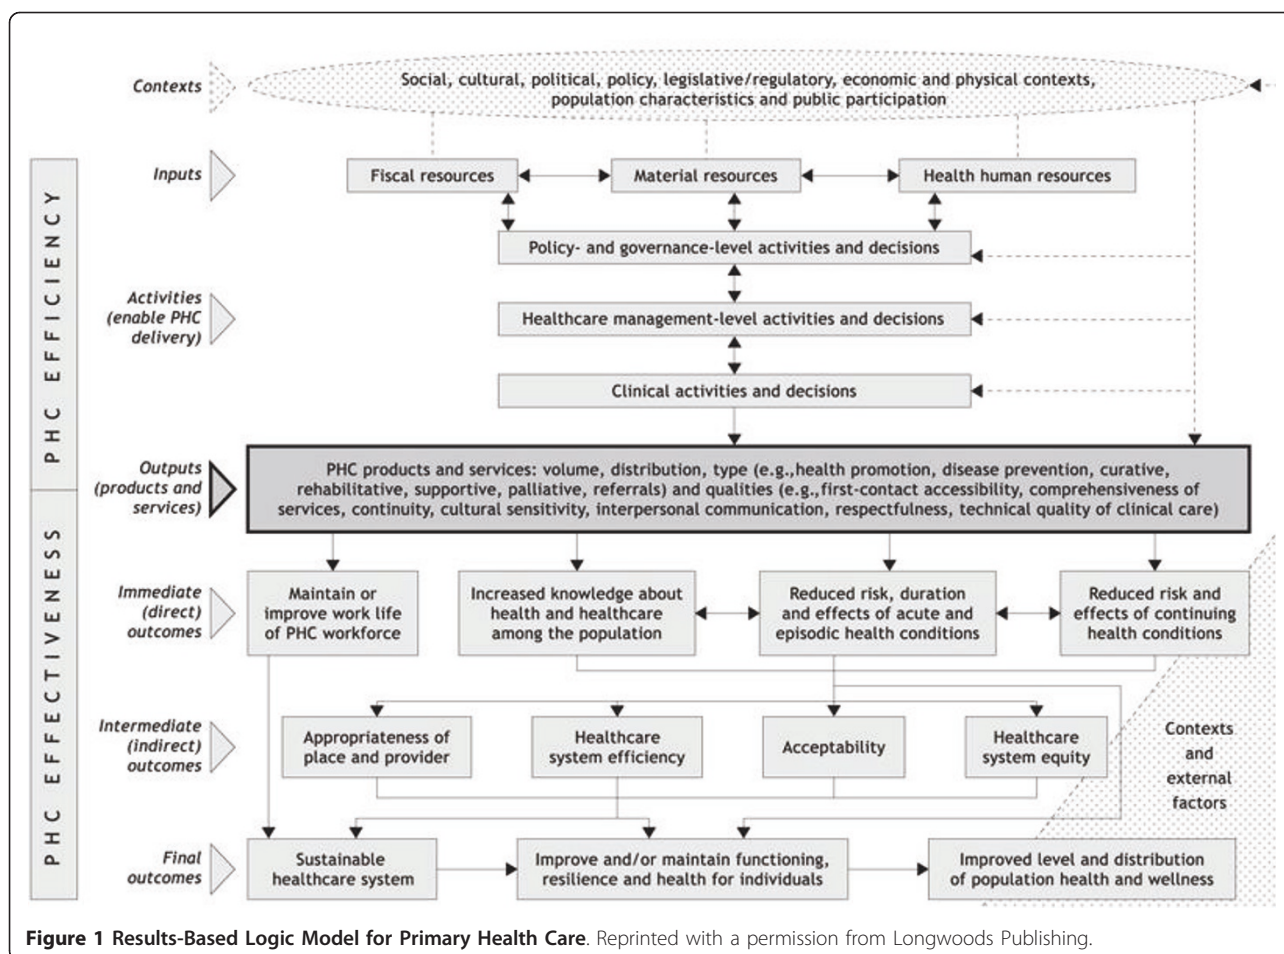 Contexts
Social, cultural, political, policy, legislative/regulatory, economic and physical contexts,
population characteristics and public participation
PHC EFFICIENCY
Inputs
Fiscal resources
Material resources
Health human resources
Policy- and governance-level activities and decisions
Activities
(enable PHC
delivery)
Healthcare management-level activities and decisions
Clinical activities and decisions
Outputs
(products and
services)
PHC products and services: volume, distribution, type (e.g.,health promotion, disease prevention, curative,
rehabilitative, supportive, palliative, referrals) and qualities (e.g.,first-contact accessibility, comprehensiveness of
services, continuity, cultural sensitivity, interpersonal communication, respectfulness, technical quality of clinical care)
PHC EFFECTIVENESS
Immediate
(direct)
outcomes
Maintain or
improve work life
of PHC workforce
Increased knowledge about
health and healthcare
among the population
Reduced risk, duration
and effects of acute and
episodic health conditions
Reduced risk and
effects of continuing
health conditions
Intermediate
(indirect)
outcomes
Appropriateness of
place and provider
Healthcare
system efficiency
Acceptability
Healthcare
system equity
Contexts
and
external
factors
Final
outcomes
Sustainable
healthcare system
Improve and/or maintain functioning,
resilience and health for individuals
Improved level and distribution
of population health and wellness
Figure 1 Results-Based Logic Model for Primary Health Care. Reprinted with a permission from Longwoods Publishing.